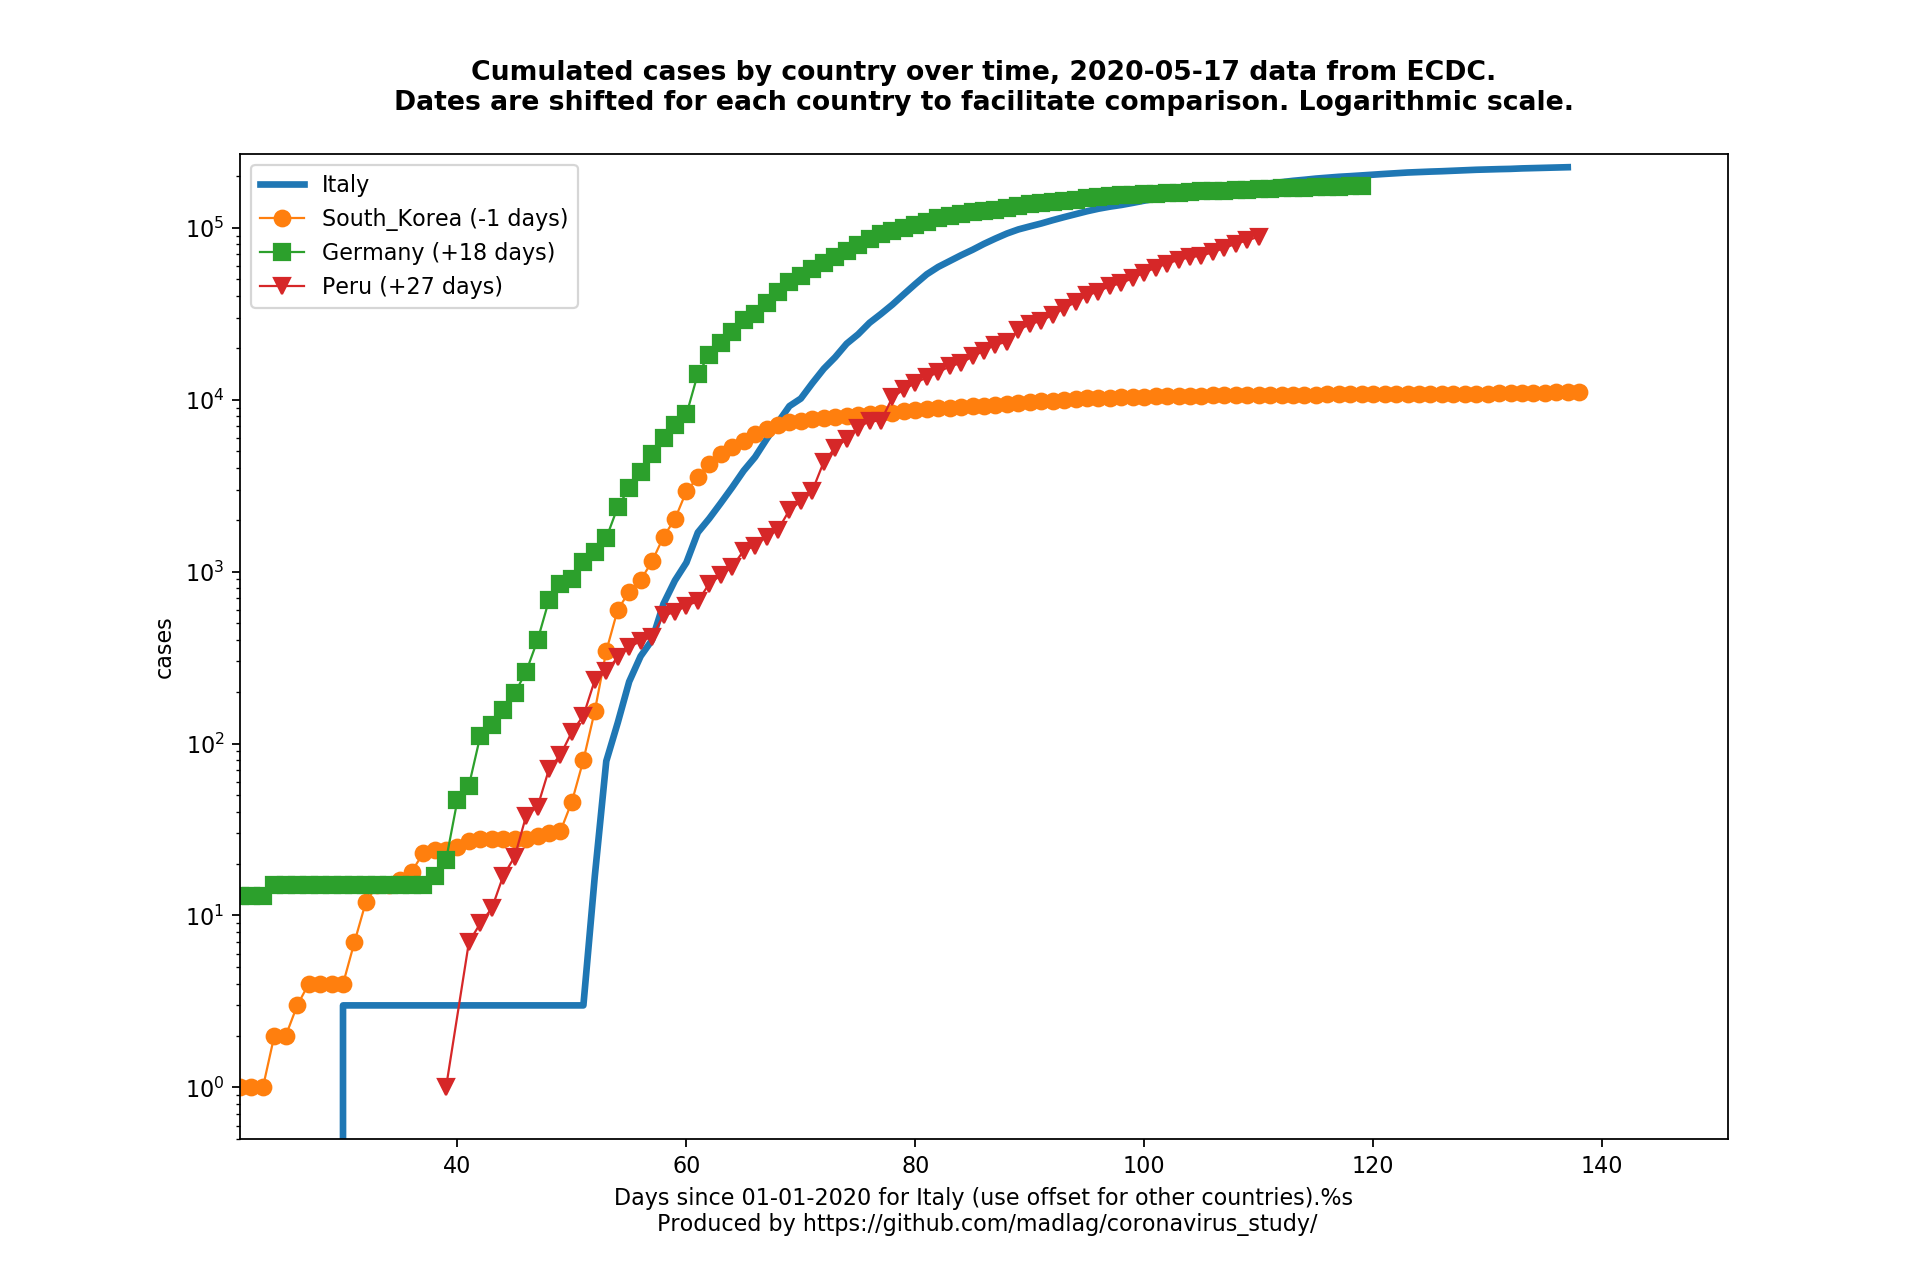 Cumulated cases by country over time, 2020-05-17 data from ECDC.
Dates are shifted for each country to facilitate comparison. Logarithmic scale.
Italy
South_Korea (-1 days)
Germany (+18 days)
Peru (+27 days)
10^5
10^4
10^3
10^2
10^1
10^0
cases
40 60 80 100 120 140
Days since 01-01-2020 for Italy (use offset for other countries).%s
Produced by https://github.com/madlag/coronavirus_study/